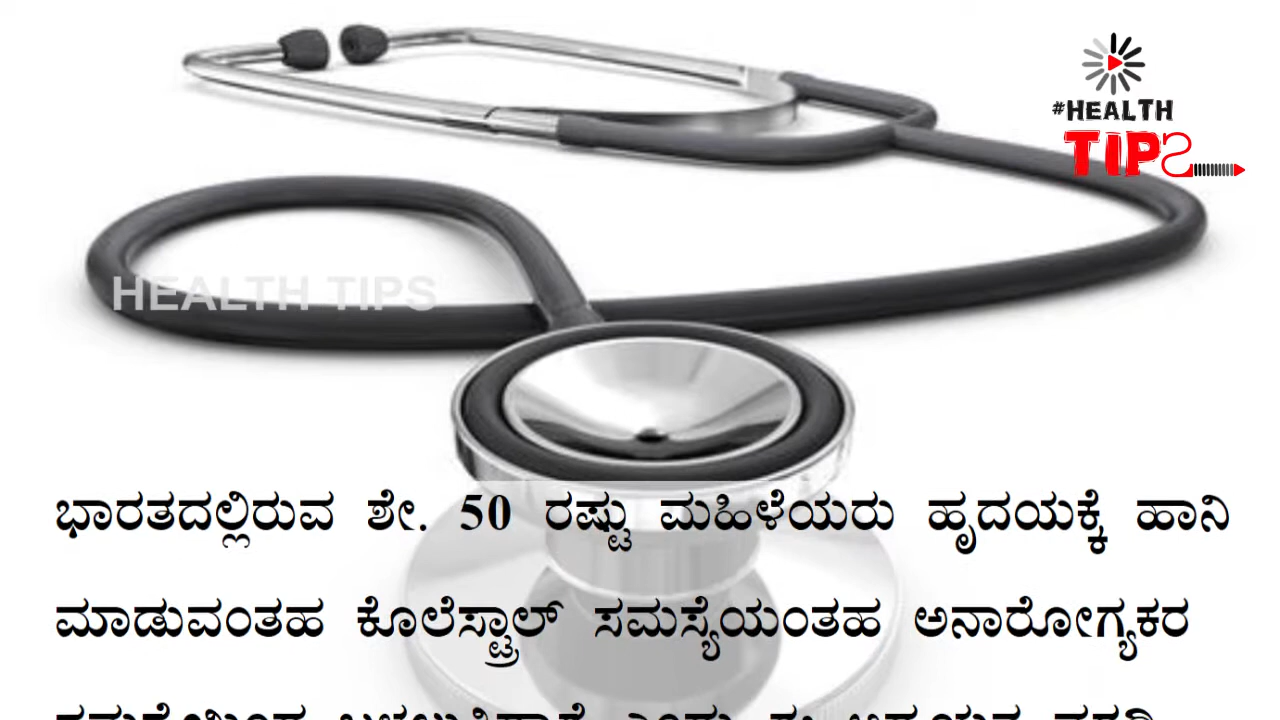 #HEALTH
TIPS
HEALTH TIPS
ಭಾರತದಲ್ಲಿರುವ ಶೇ. 50 ರಷ್ಟು ಮಹಿಳೆಯರು ಹೃದಯಕ್ಕೆ ಹಾನಿ
ಮಾಡುವಂತಹ ಕೊಲೆಸ್ಟ್ರಾಲ್ ಸಮಸ್ಯೆಯಂತಹ ಅನಾರೋಗ್ಯಕರ